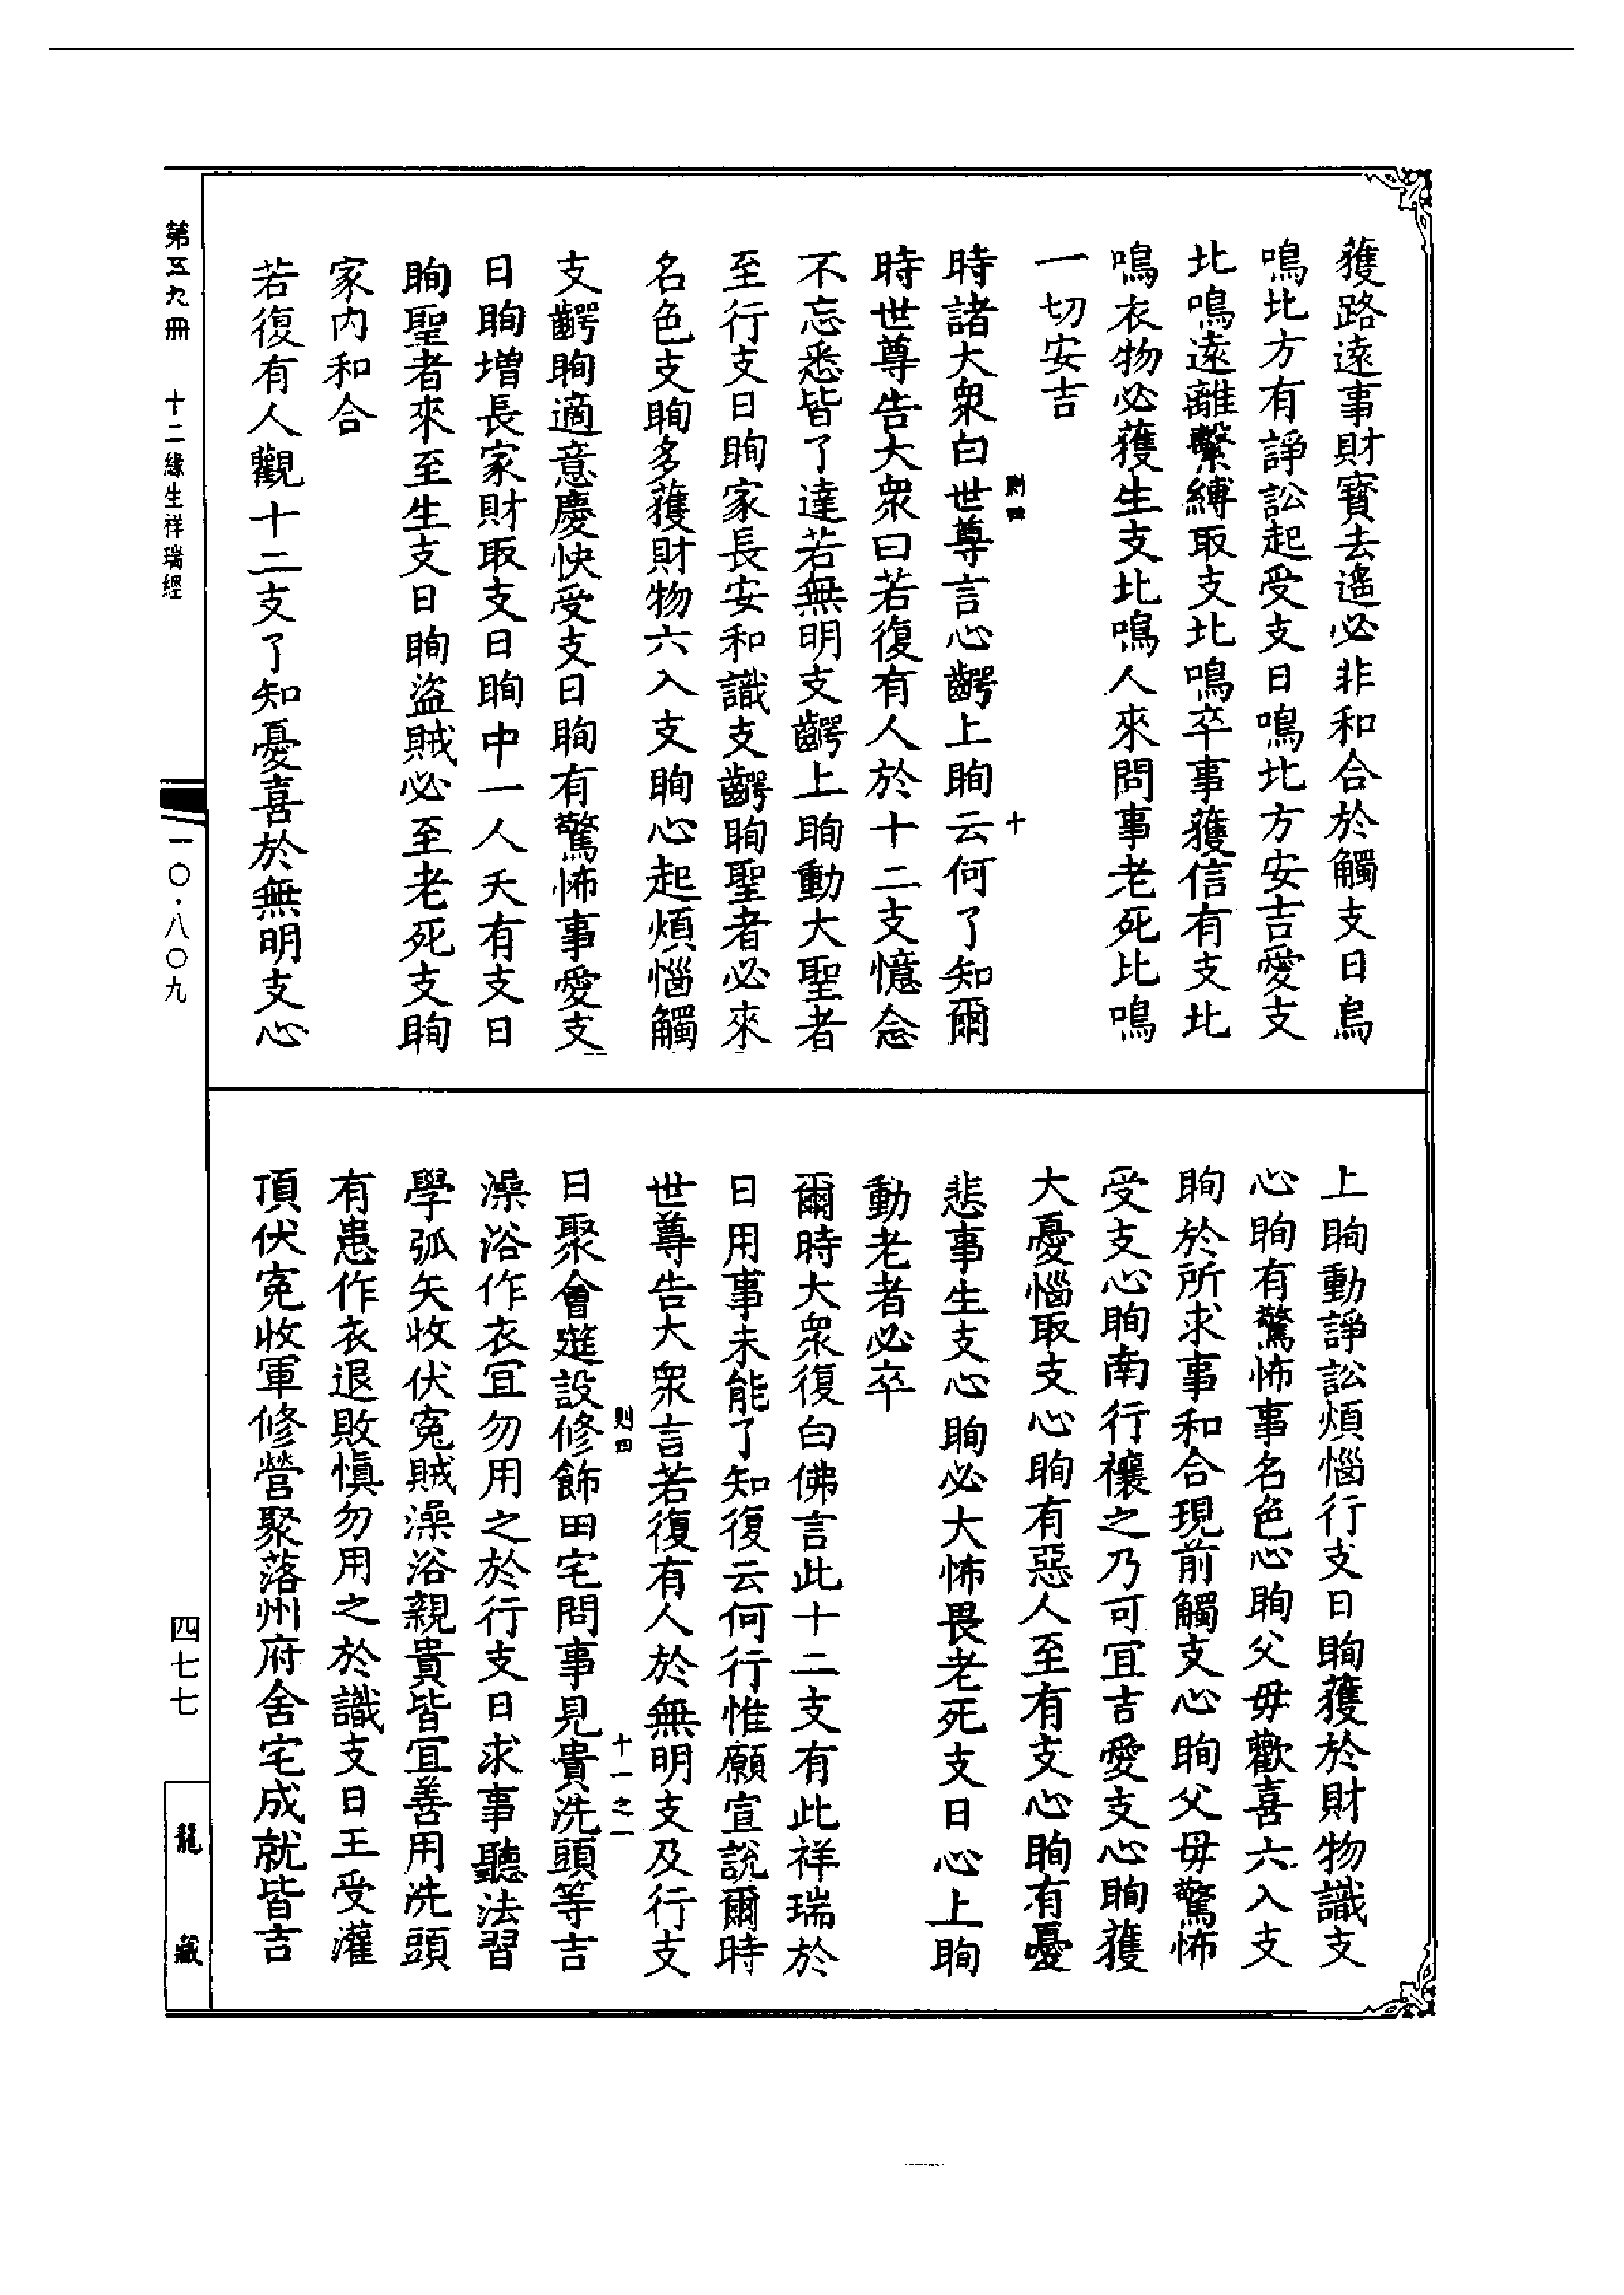 獲路遠事財寶去遙必非和合於觸支日烏
鳴北方有諍訟起受支日鳴北方安吉愛支
北鳴遠離繫縛取支北鳴卒事獲信有支北
鳴衣物必獲生支北鳴人來問事老死北鳴
一切安吉
則四　十
時諸大衆白世尊言心齶上眴云何了知爾
時世尊告大衆曰若復有人於十二支憶念
不忘悉皆了達若無明支齶上眴動大聖者
至行支日眴家長安和識支齶眴聖者必來
名色支眴多獲財物六入支眴心起煩惱觸
支齶眴適意慶快受支日眴有驚怖事愛支
日眴增長家財取支日眴中一人夭有支日
眴聖者來至生支日眴盜賊必至老死支眴
家內和合
若復有人觀十二支了知憂喜於無明支心
上眴動諍訟煩惱行支日眴獲於財物識支
心眴有驚怖事名色心眴父母歡喜六入支
眴於所求事和合現前觸支心眴父母驚怖
受支心眴南行禳之乃可宜吉愛支心眴獲
大憂惱取支心眴有惡人至有支心眴有憂
悲事生支心眴必大怖畏老死支日心上眴
動老者必卒
爾時大衆復白佛言此十二支有此祥瑞於
日用事未能了知復云何行惟願宣說爾時
世尊告大衆言若復有人於無明支及行支
則四　十一之一
日聚會筵設修飾田宅問事見貴洗頭等吉
澡浴作衣宜勿用之於行支日求事聽法習
學弧矢收伏寃賊澡浴親貴皆宜善用洗頭
有患作衣退敗慎勿用之於識支日王受灌
頂伏寃收軍修營聚落州府舍宅成就皆吉
第五九冊　十二緣生祥瑞經
一〇·八〇九
四七七
龍藏